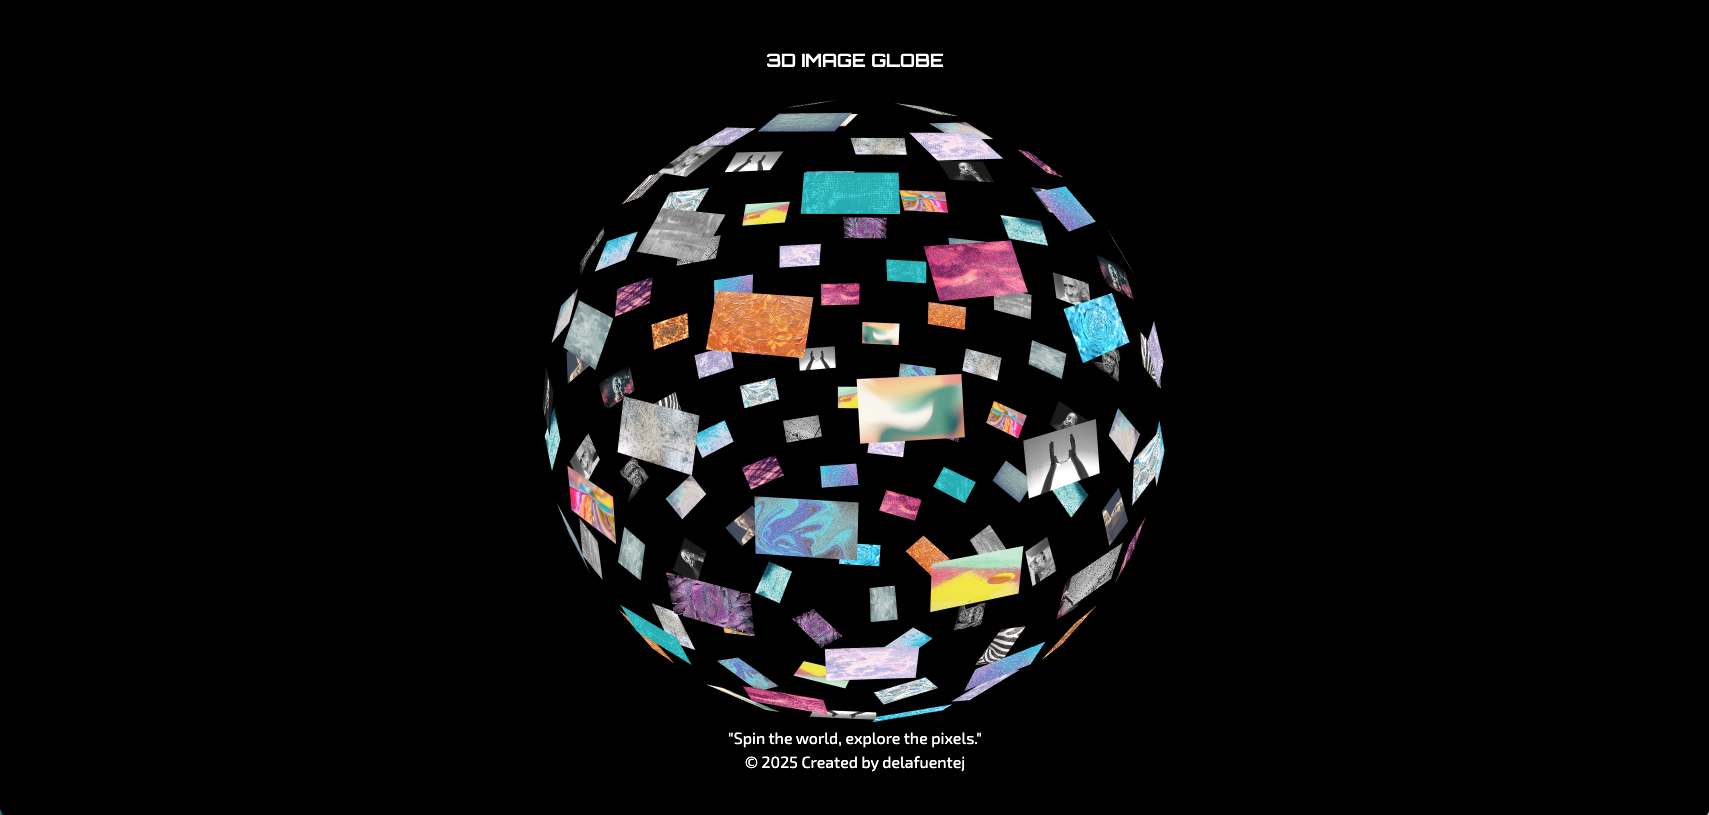 3D IMAGE GLOBE
"Spin the world, explore the pixels."
© 2025 Created by delafuentej